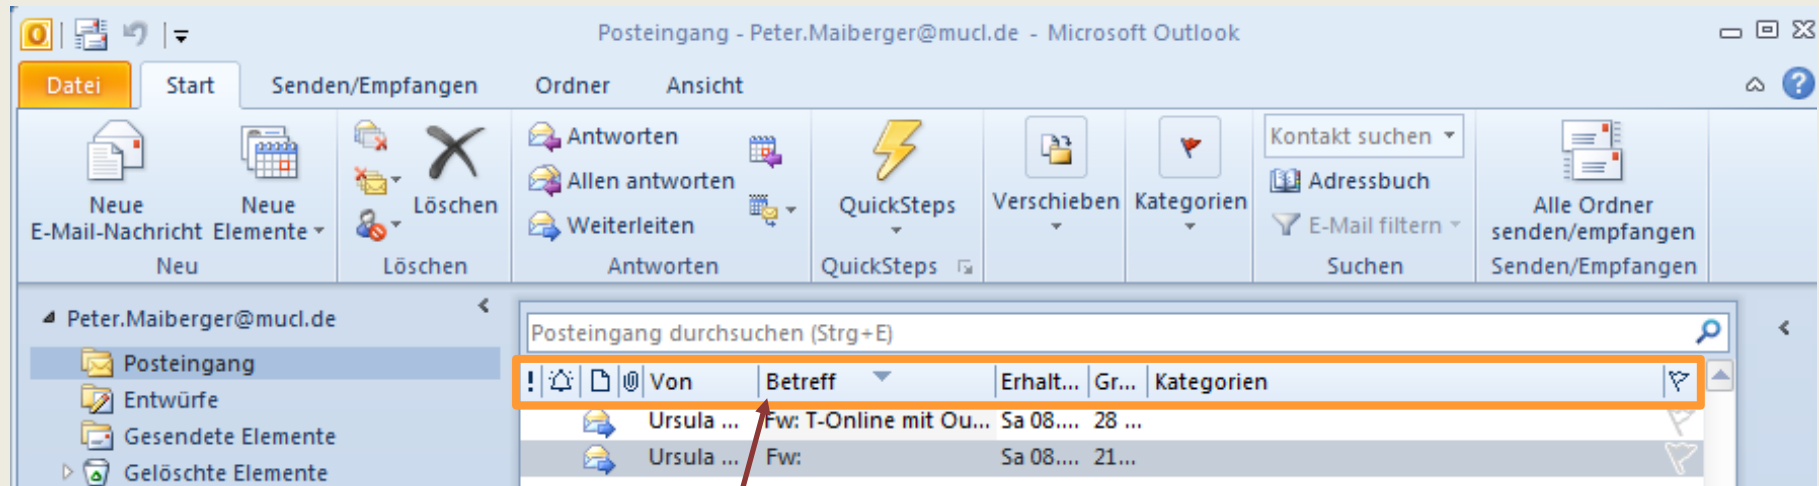 Posteingang - Peter.Maiberger@mucl.de - Microsoft Outlook
Datei Start Senden/Empfangen Ordner Ansicht
Neue E-Mail-Nachricht
Neue Elemente
Neu
Löschen
Löschen
Antworten
Allen antworten
Weiterleiten
Antworten
QuickSteps
QuickSteps
Verschieben
Kategorien
Kontakt suchen
Adressbuch
E-Mail filtern
Suchen
Alle Ordner
senden/empfangen
Senden/Empfangen
Peter.Maiberger@mucl.de
Posteingang
Entwürfe
Gesendete Elemente
Gelöschte Elemente
Posteingang durchsuchen (Strg+E)
! Von Betreff Erhalt... Gr... Kategorien
Ursula ... Fw: T-Online mit Ou... Sa 08.... 28 ...
Ursula ... Fw: Sa 08.... 21...